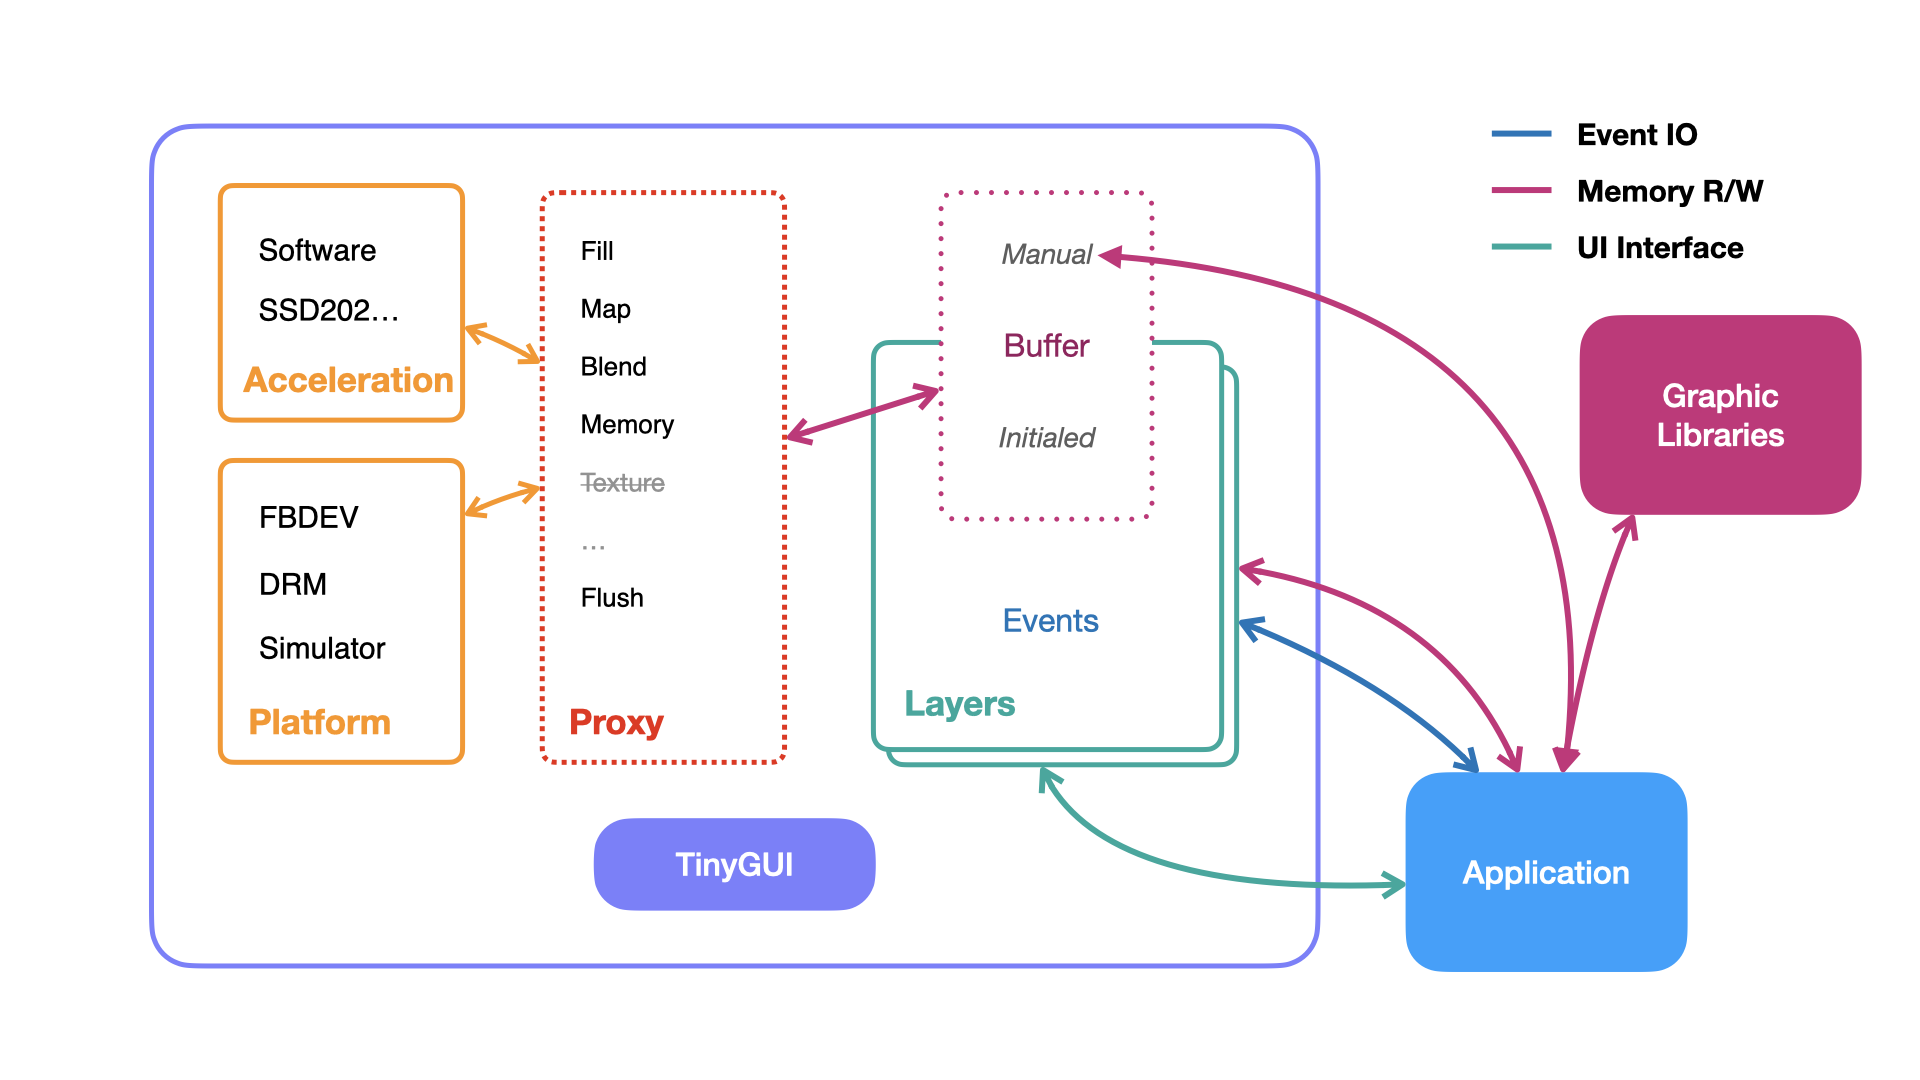 Event IO
Memory R/W
UI Interface
Software
SSD202…
Acceleration
FBDEV
DRM
Simulator
Platform
Fill
Map
Blend
Memory
Texture
…
Flush
Proxy
Manual
Buffer
Initialed
Events
Layers
TinyGUI
Graphic
Libraries
Application